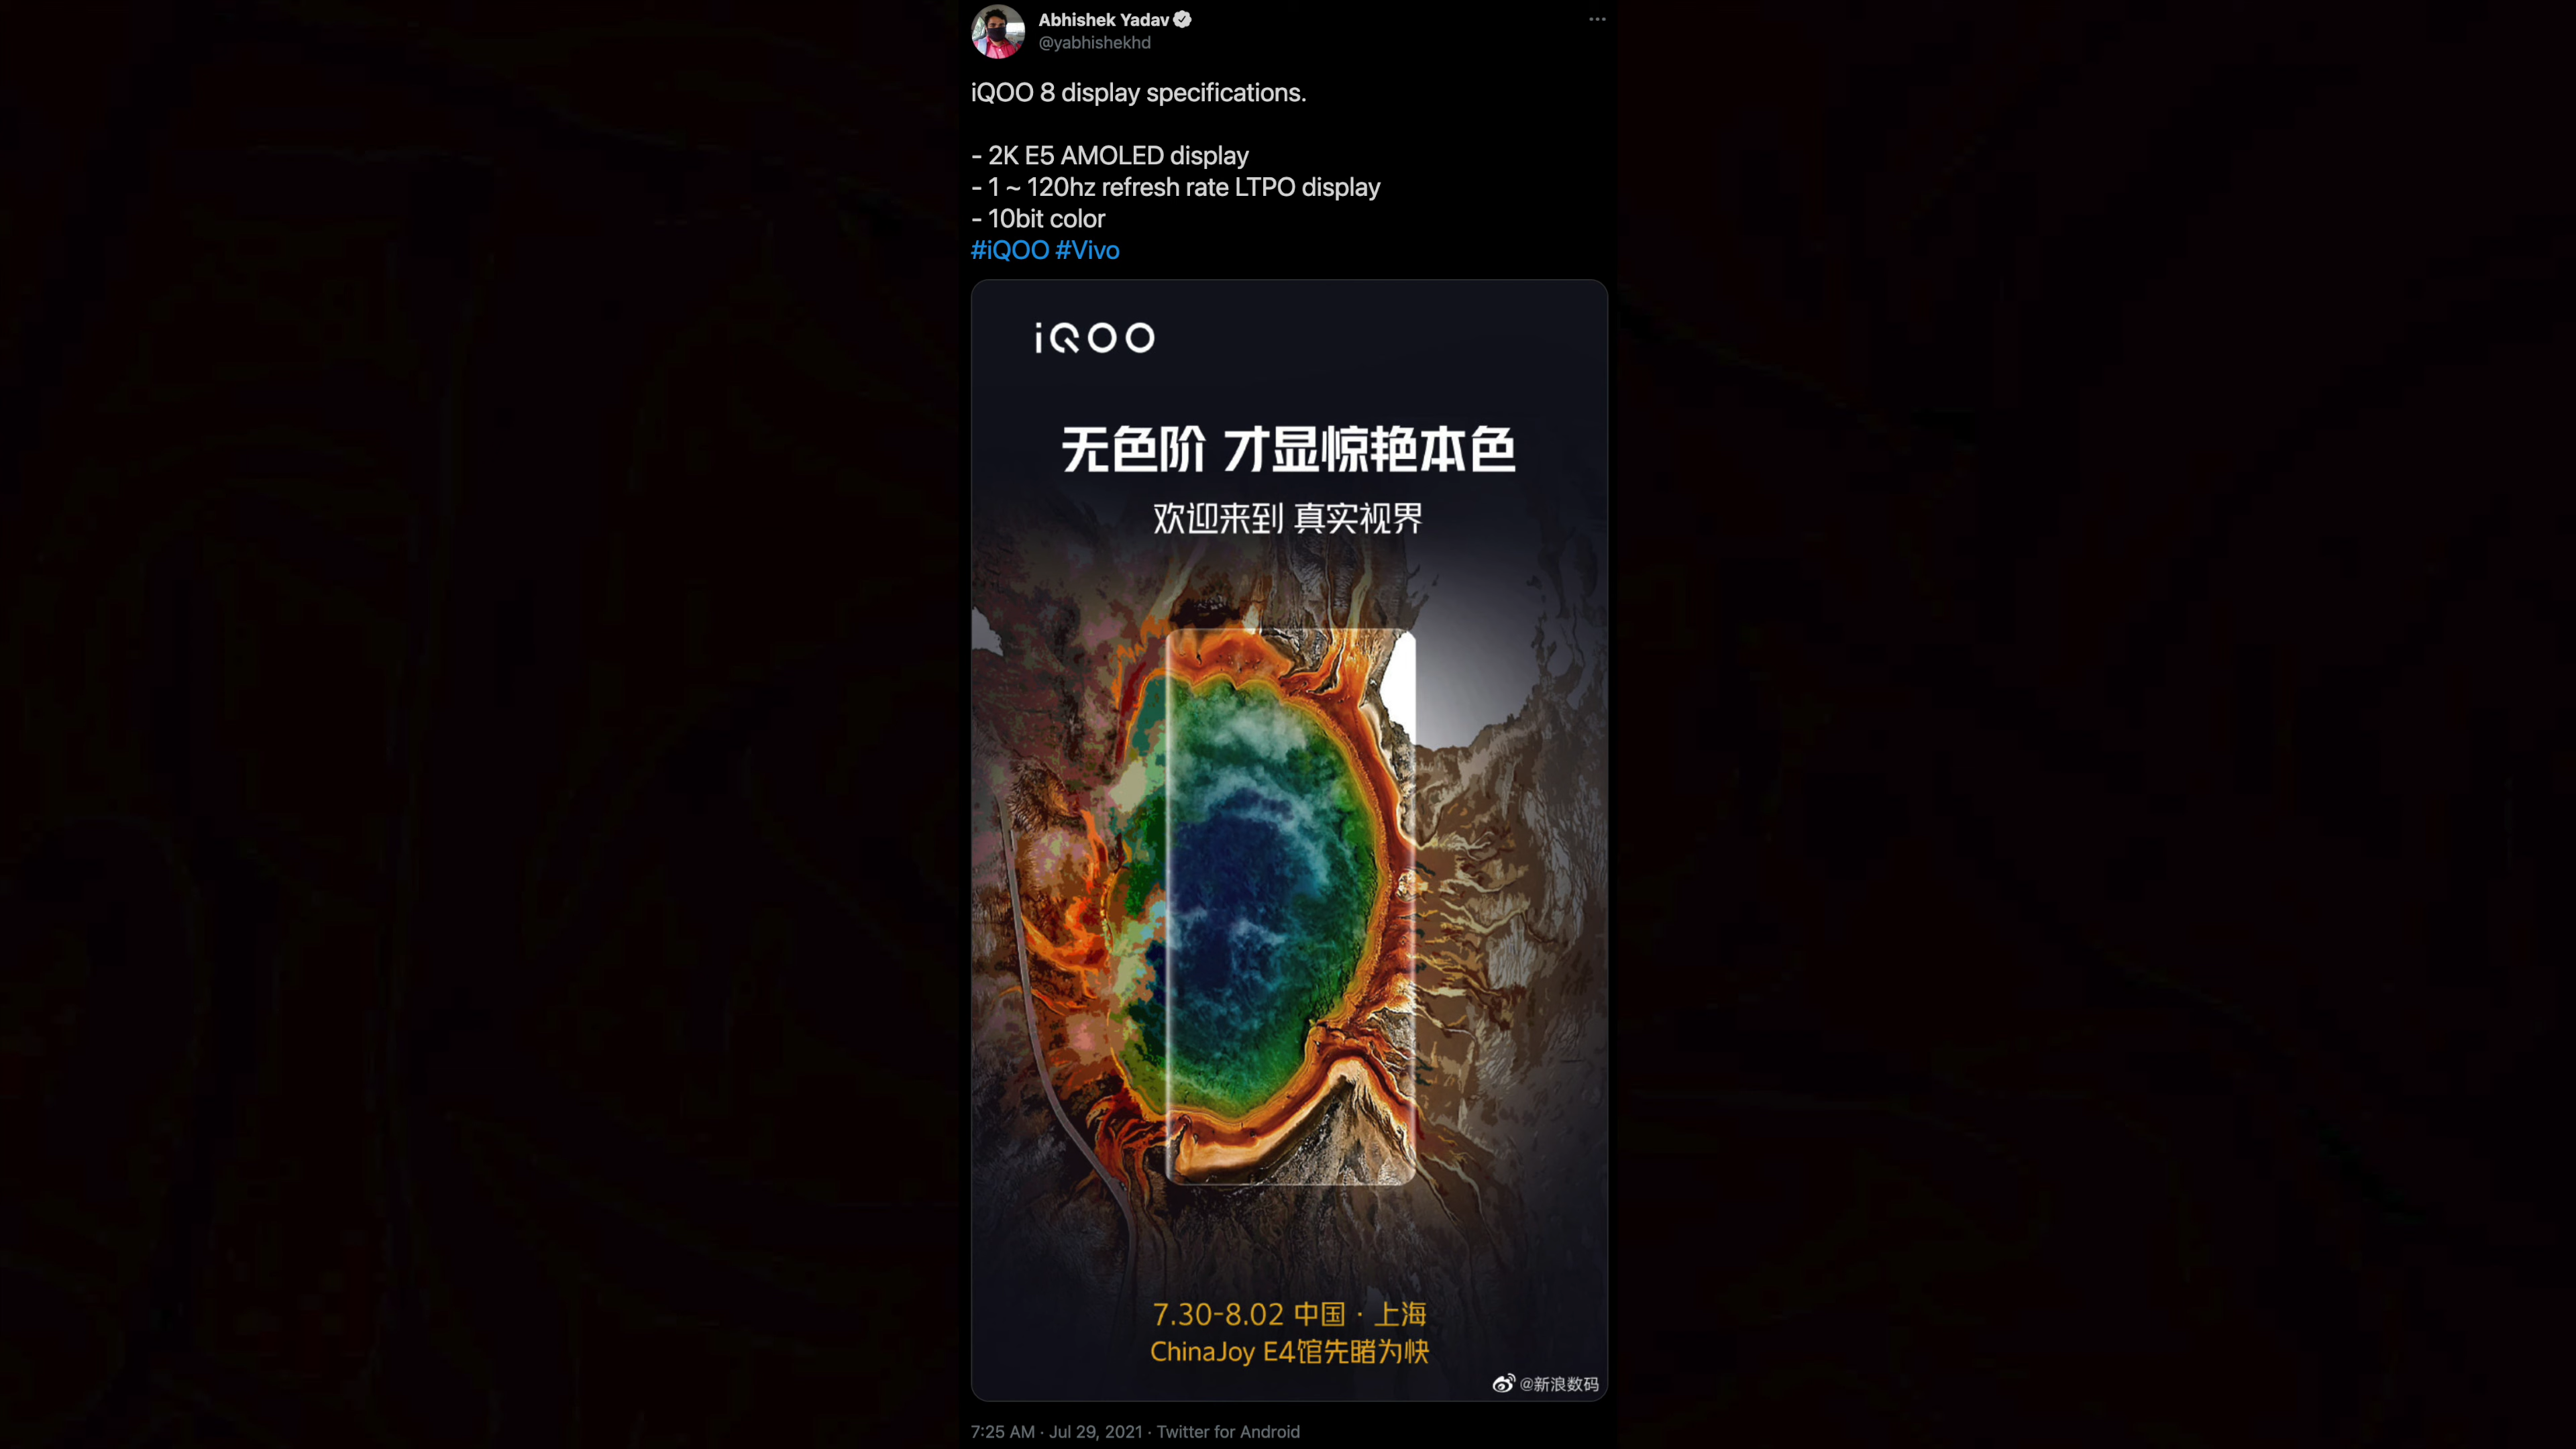 Abhishek Yadav
@yabhishekhd
iQOO 8 display specifications.
- 2K E5 AMOLED display
- 1 ~ 120hz refresh rate LTPO display
- 10bit color
#iQOO #Vivo
iQOO
无色阶 才显惊艳本色
欢迎来到 真实视界
7.30-8.02 中国·上海
ChinaJoy E4馆先睹为快
@新浪数码
7:25 AM · Jul 29, 2021 · Twitter for Android